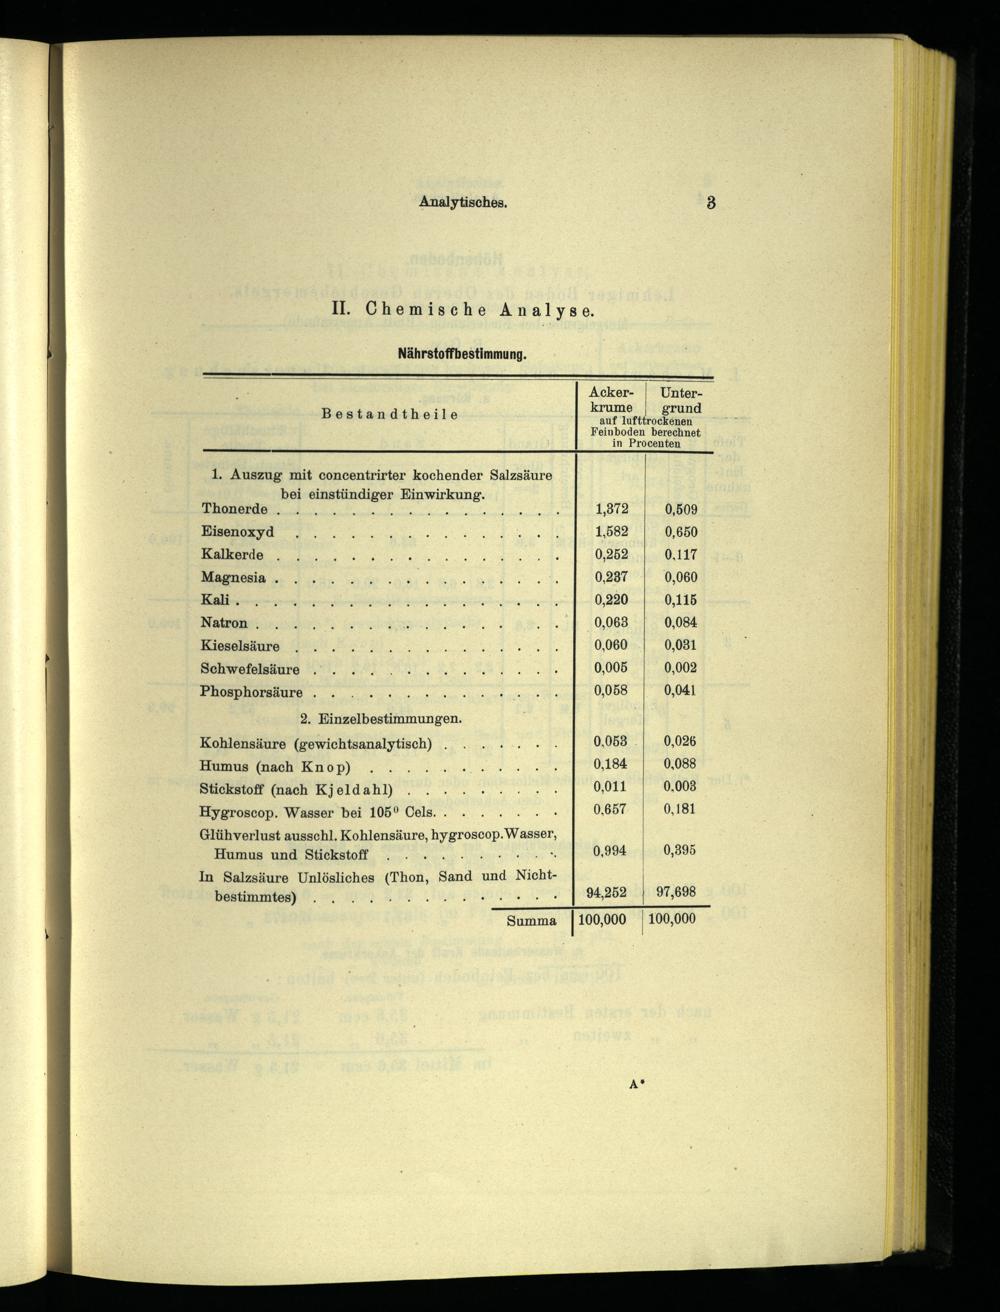 Analytisches. 3
II. Chemische Analyse.
Nährstoffbestimmung.
Bestandtheile
Acker- Unter-
krume grund
auf lufttrockenen
Feinboden berechnet
in Procenten
1. Auszug mit concentrirter kochender Salzsäure
bei einstündiger Einwirkung.
Thonerde . . . . . . . . . . . . . . . . 1,372 0,509
Eisenoxyd . . . . . . . . . . . . . . . 1,582 0,650
Kalkerde . . . . . . . . . . . . . . . 0,252 0,117
Magnesia . . . . . . . . . . . . . . . . 0,237 0,060
Kali . . . . . . . . . . . . . . . . . . 0,220 0,115
Natron . . . . . . . . . . . . . . . . . 0,063 0,084
Kieselsäure . . . . . . . . . . . . . . . 0,060 0,031
Schwefelsäure . . . . . . . . . . . . . . 0,005 0,002
Phosphorsäure . . . . . . . . . . . . . . 0,058 0,041
2. Einzelbestimmungen.
Kohlensäure (gewichtsanalytisch) . . . . . . . 0,053 0,026
Humus (nach Knop) . . . . . . . . . . . 0,184 0,088
Stickstoff (nach Kjeldahl) . . . . . . . . . 0,011 0.003
Hygroscop. Wasser bei 105⁰ Cels. . . . . . . 0,657 0,181
Glühverlust ausschl. Kohlensäure, hygroscop. Wasser,
Humus und Stickstoff . . . . . . . . . . 0,994 0,395
In Salzsäure Unlösliches (Thon, Sand und Nicht-
bestimmtes) . . . . . . . . . . . . . . 94,252 97,698
Summa 100,000 100,000
A*